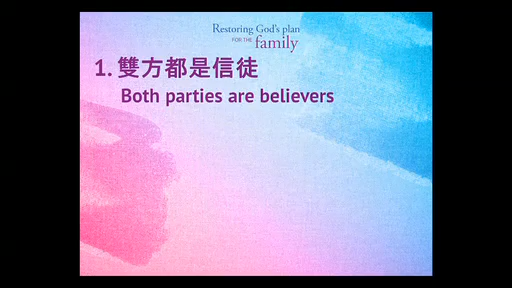 Restoring God's plan
FOR THE family
1. 雙方都是信徒
Both parties are believers